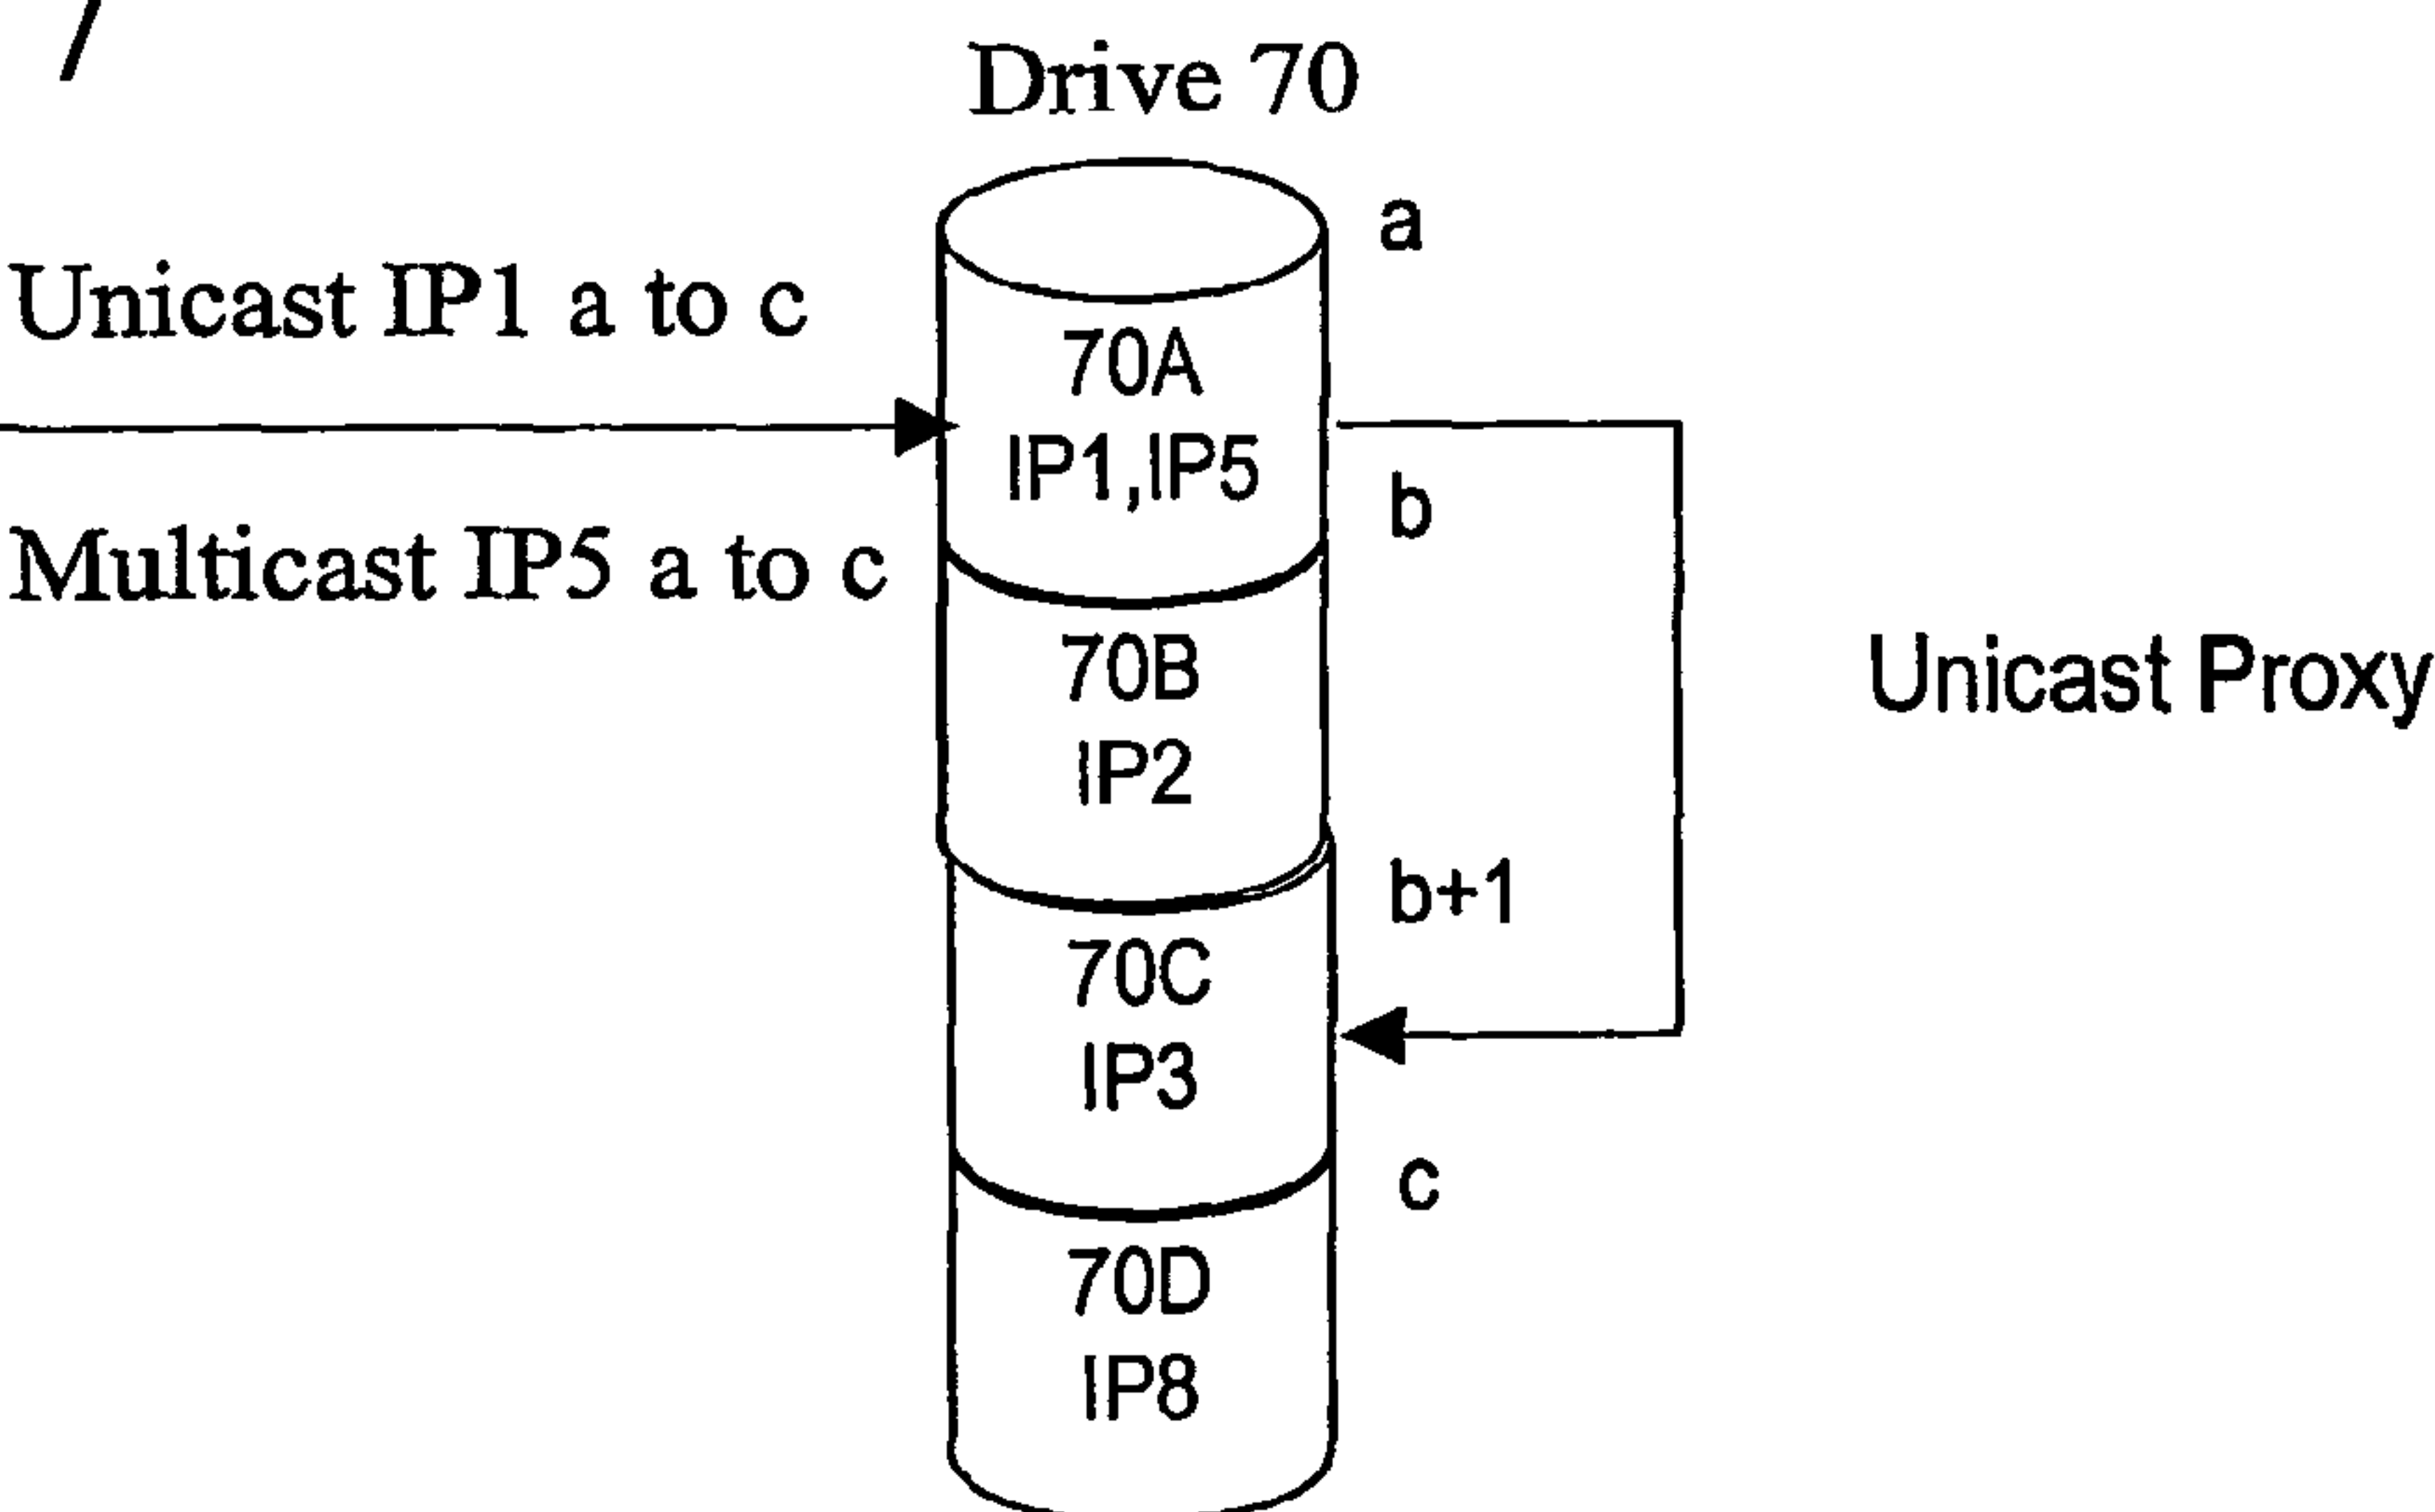 Drive 70
a
Unicast IP1 a to c
70A
IP1,IP5
b
Multicast IP5 a to c
70B
IP2
Unicast Proxy
b+1
70C
IP3
c
70D
IP8